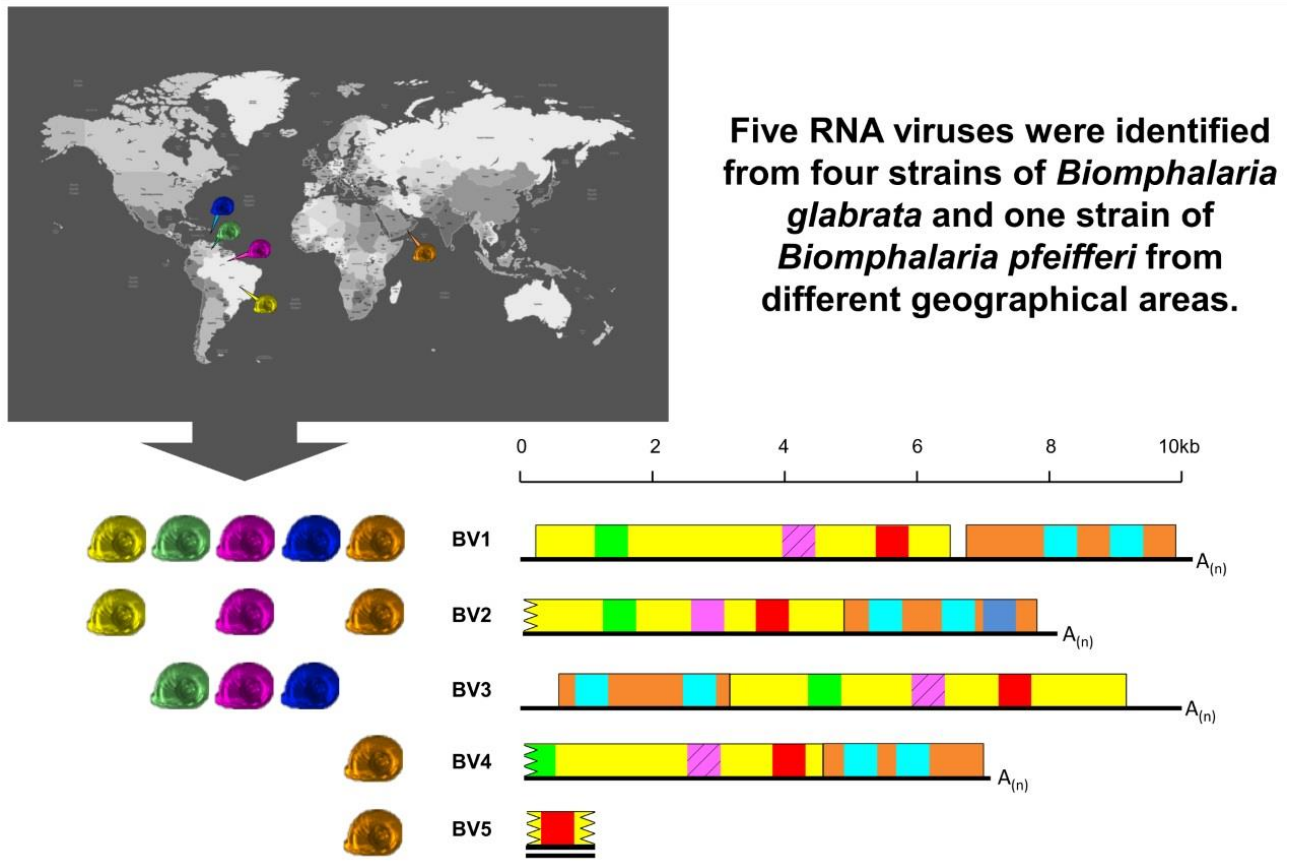 Five RNA viruses were identified
from four strains of Biomphalaria
glabrata and one strain of
Biomphalaria pfeifferi from
different geographical areas.
0 2 4 6 8 10kb
BV1 A(n)
BV2 A(n)
BV3 A(n)
BV4 A(n)
BV5